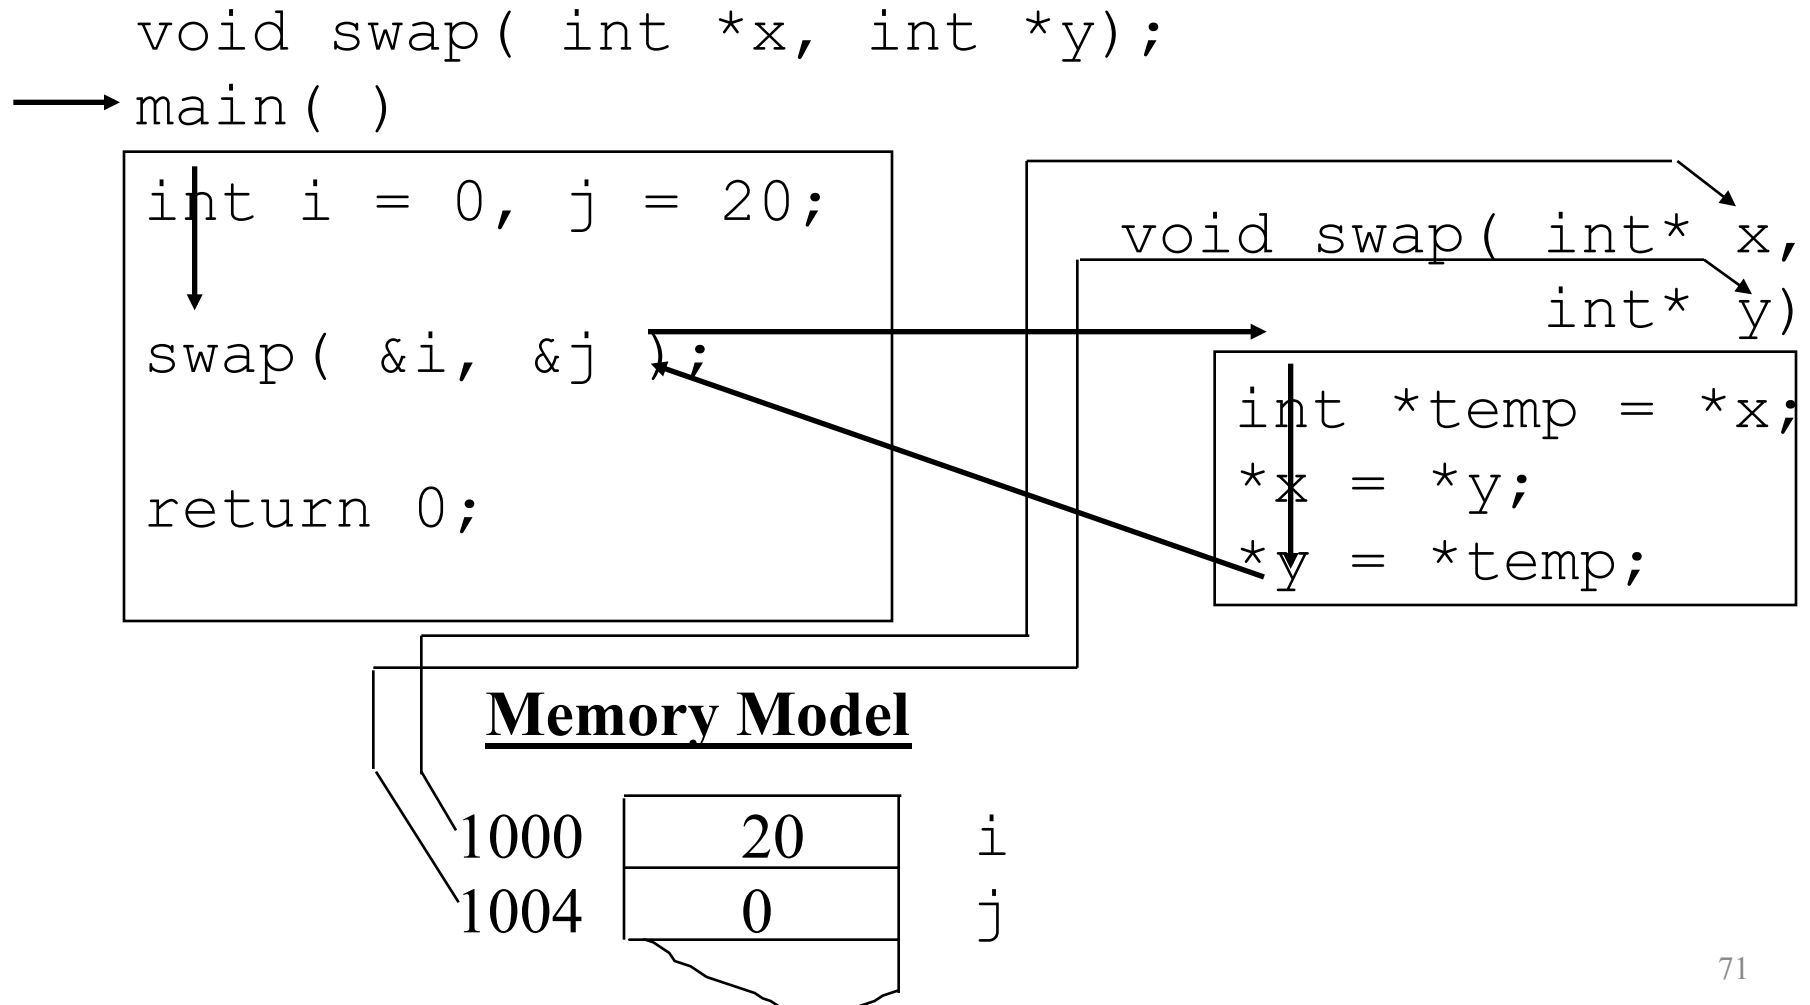 void swap( int *x, int *y);
main( )
int i = 0, j = 20;
swap( &i, &j );
return 0;
void swap( int* x,
int* y)
int *temp = *x;
*x = *y;
*y = *temp;
Memory Model
1000 20 i
1004 0 j
71